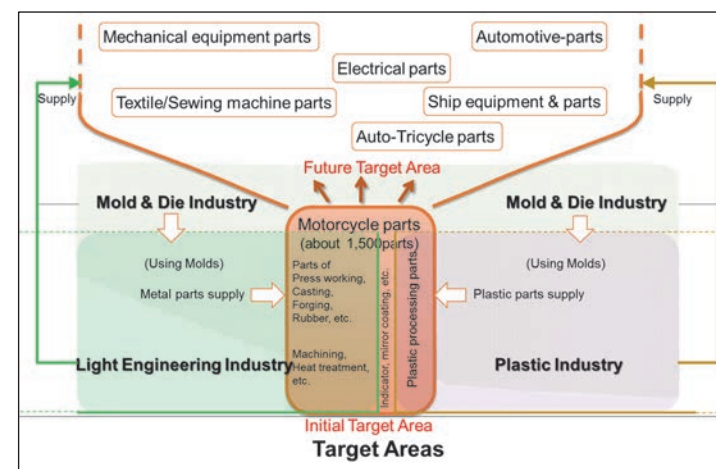 Mechanical equipment parts
Automotive-parts
Electrical parts
Supply
Textile/Sewing machine parts
Ship equipment & parts
Supply
Auto-Tricycle parts
Future Target Area
Mold & Die Industry
Mold & Die Industry
Motorcycle parts
(about 1,500parts)
(Using Molds)
Metal parts supply
Parts of
Press working,
Casting,
Forging,
Rubber, etc.
Machining,
Heat treatment,
etc.
Indicator, mirror coating, etc.
Plastic processing parts
(Using Molds)
Plastic parts supply
Light Engineering Industry
Plastic Industry
Initial Target Area
Target Areas